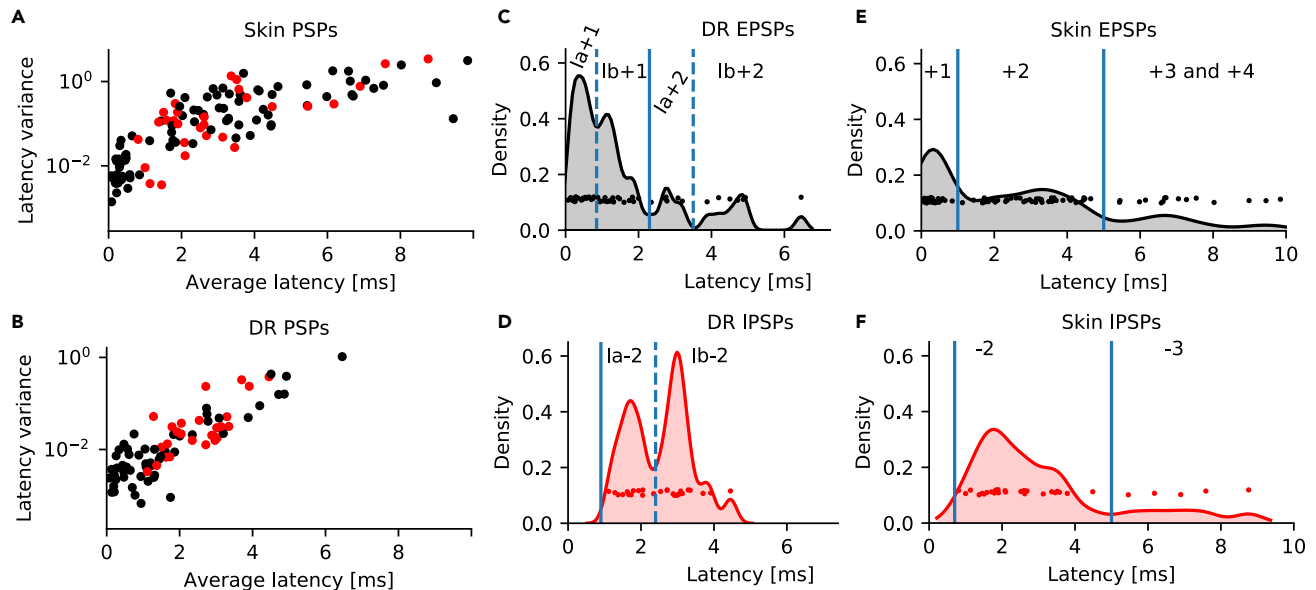 A
Skin PSPs
Latency variance
10⁰
10⁻²
0 2 4 6 8
Average latency [ms]
B
DR PSPs
Latency variance
10⁰
10⁻²
0 2 4 6 8 10
Average latency [ms]
C
DR EPSPs
Ia+1
Ib+1
Ia+2
Ib+2
Density
0.6
0.4
0.2
0.0
0 2 4 6
Latency [ms]
D
DR IPSPs
Ia-2
Ib-2
Density
0.6
0.4
0.2
0.0
0 2 4 6
Latency [ms]
E
Skin EPSPs
+1
+2
+3 and +4
Density
0.6
0.4
0.2
0.0
0 2 4 6 8 10
Latency [ms]
F
Skin IPSPs
-2
-3
Density
0.6
0.4
0.2
0.0
0 2 4 6 8 10
Latency [ms]